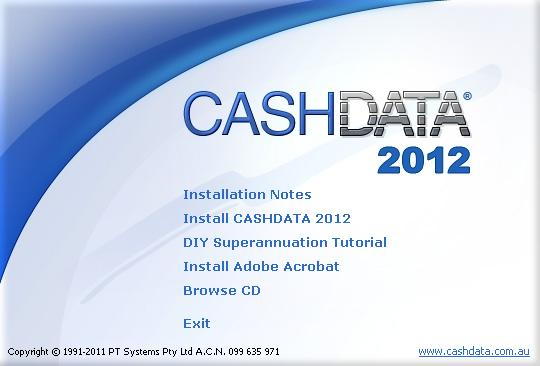 CASHDATA®
2012
Installation Notes
Install CASHDATA 2012
DIY Superannuation Tutorial
Install Adobe Acrobat
Browse CD
Exit
Copyright © 1991-2011 PT Systems Pty Ltd A.C.N. 099 635 971
www.cashdata.com.au